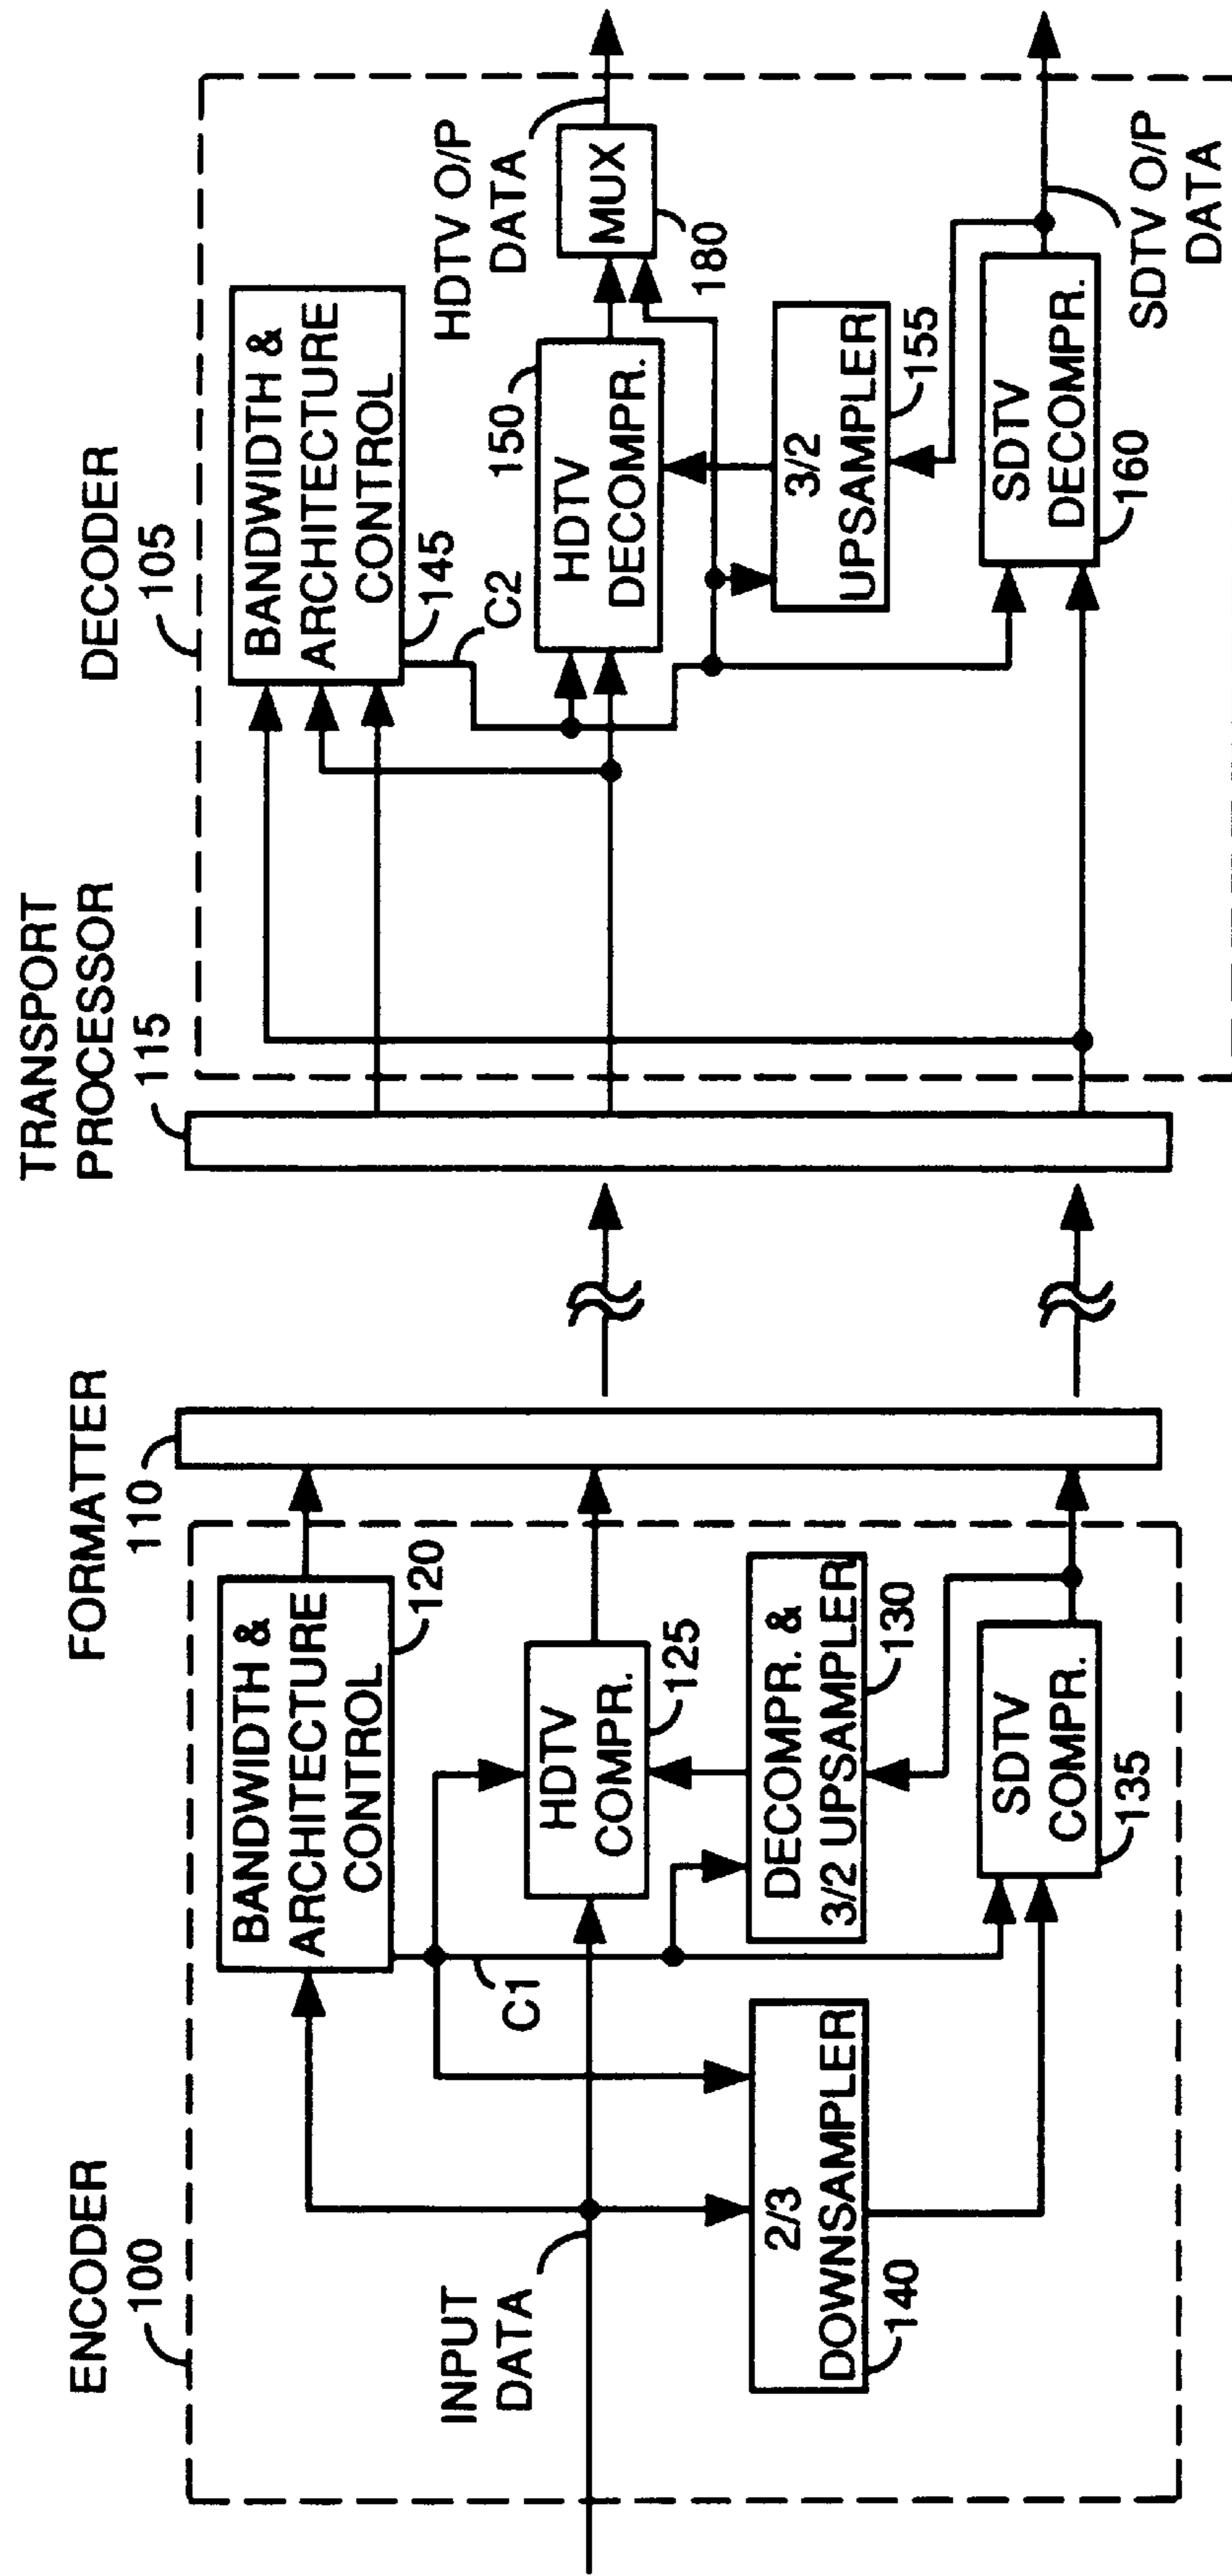 ENCODER
100
INPUT
DATA
BANDWIDTH &
ARCHITECTURE
CONTROL
120
C1
HDTV
COMPR.
125
DECOMPR. &
3/2 UPSAMPLER
130
2/3
DOWNSAMPLER
140
SDTV
COMPR.
135
FORMATTER
110
TRANSPORT
PROCESSOR
115
DECODER
105
BANDWIDTH &
ARCHITECTURE
CONTROL
145
C2
HDTV
DECOMPR.
150
MUX
180
HDTV O/P
DATA
3/2
UPSAMPLER
155
SDTV
DECOMPR.
160
SDTV O/P
DATA